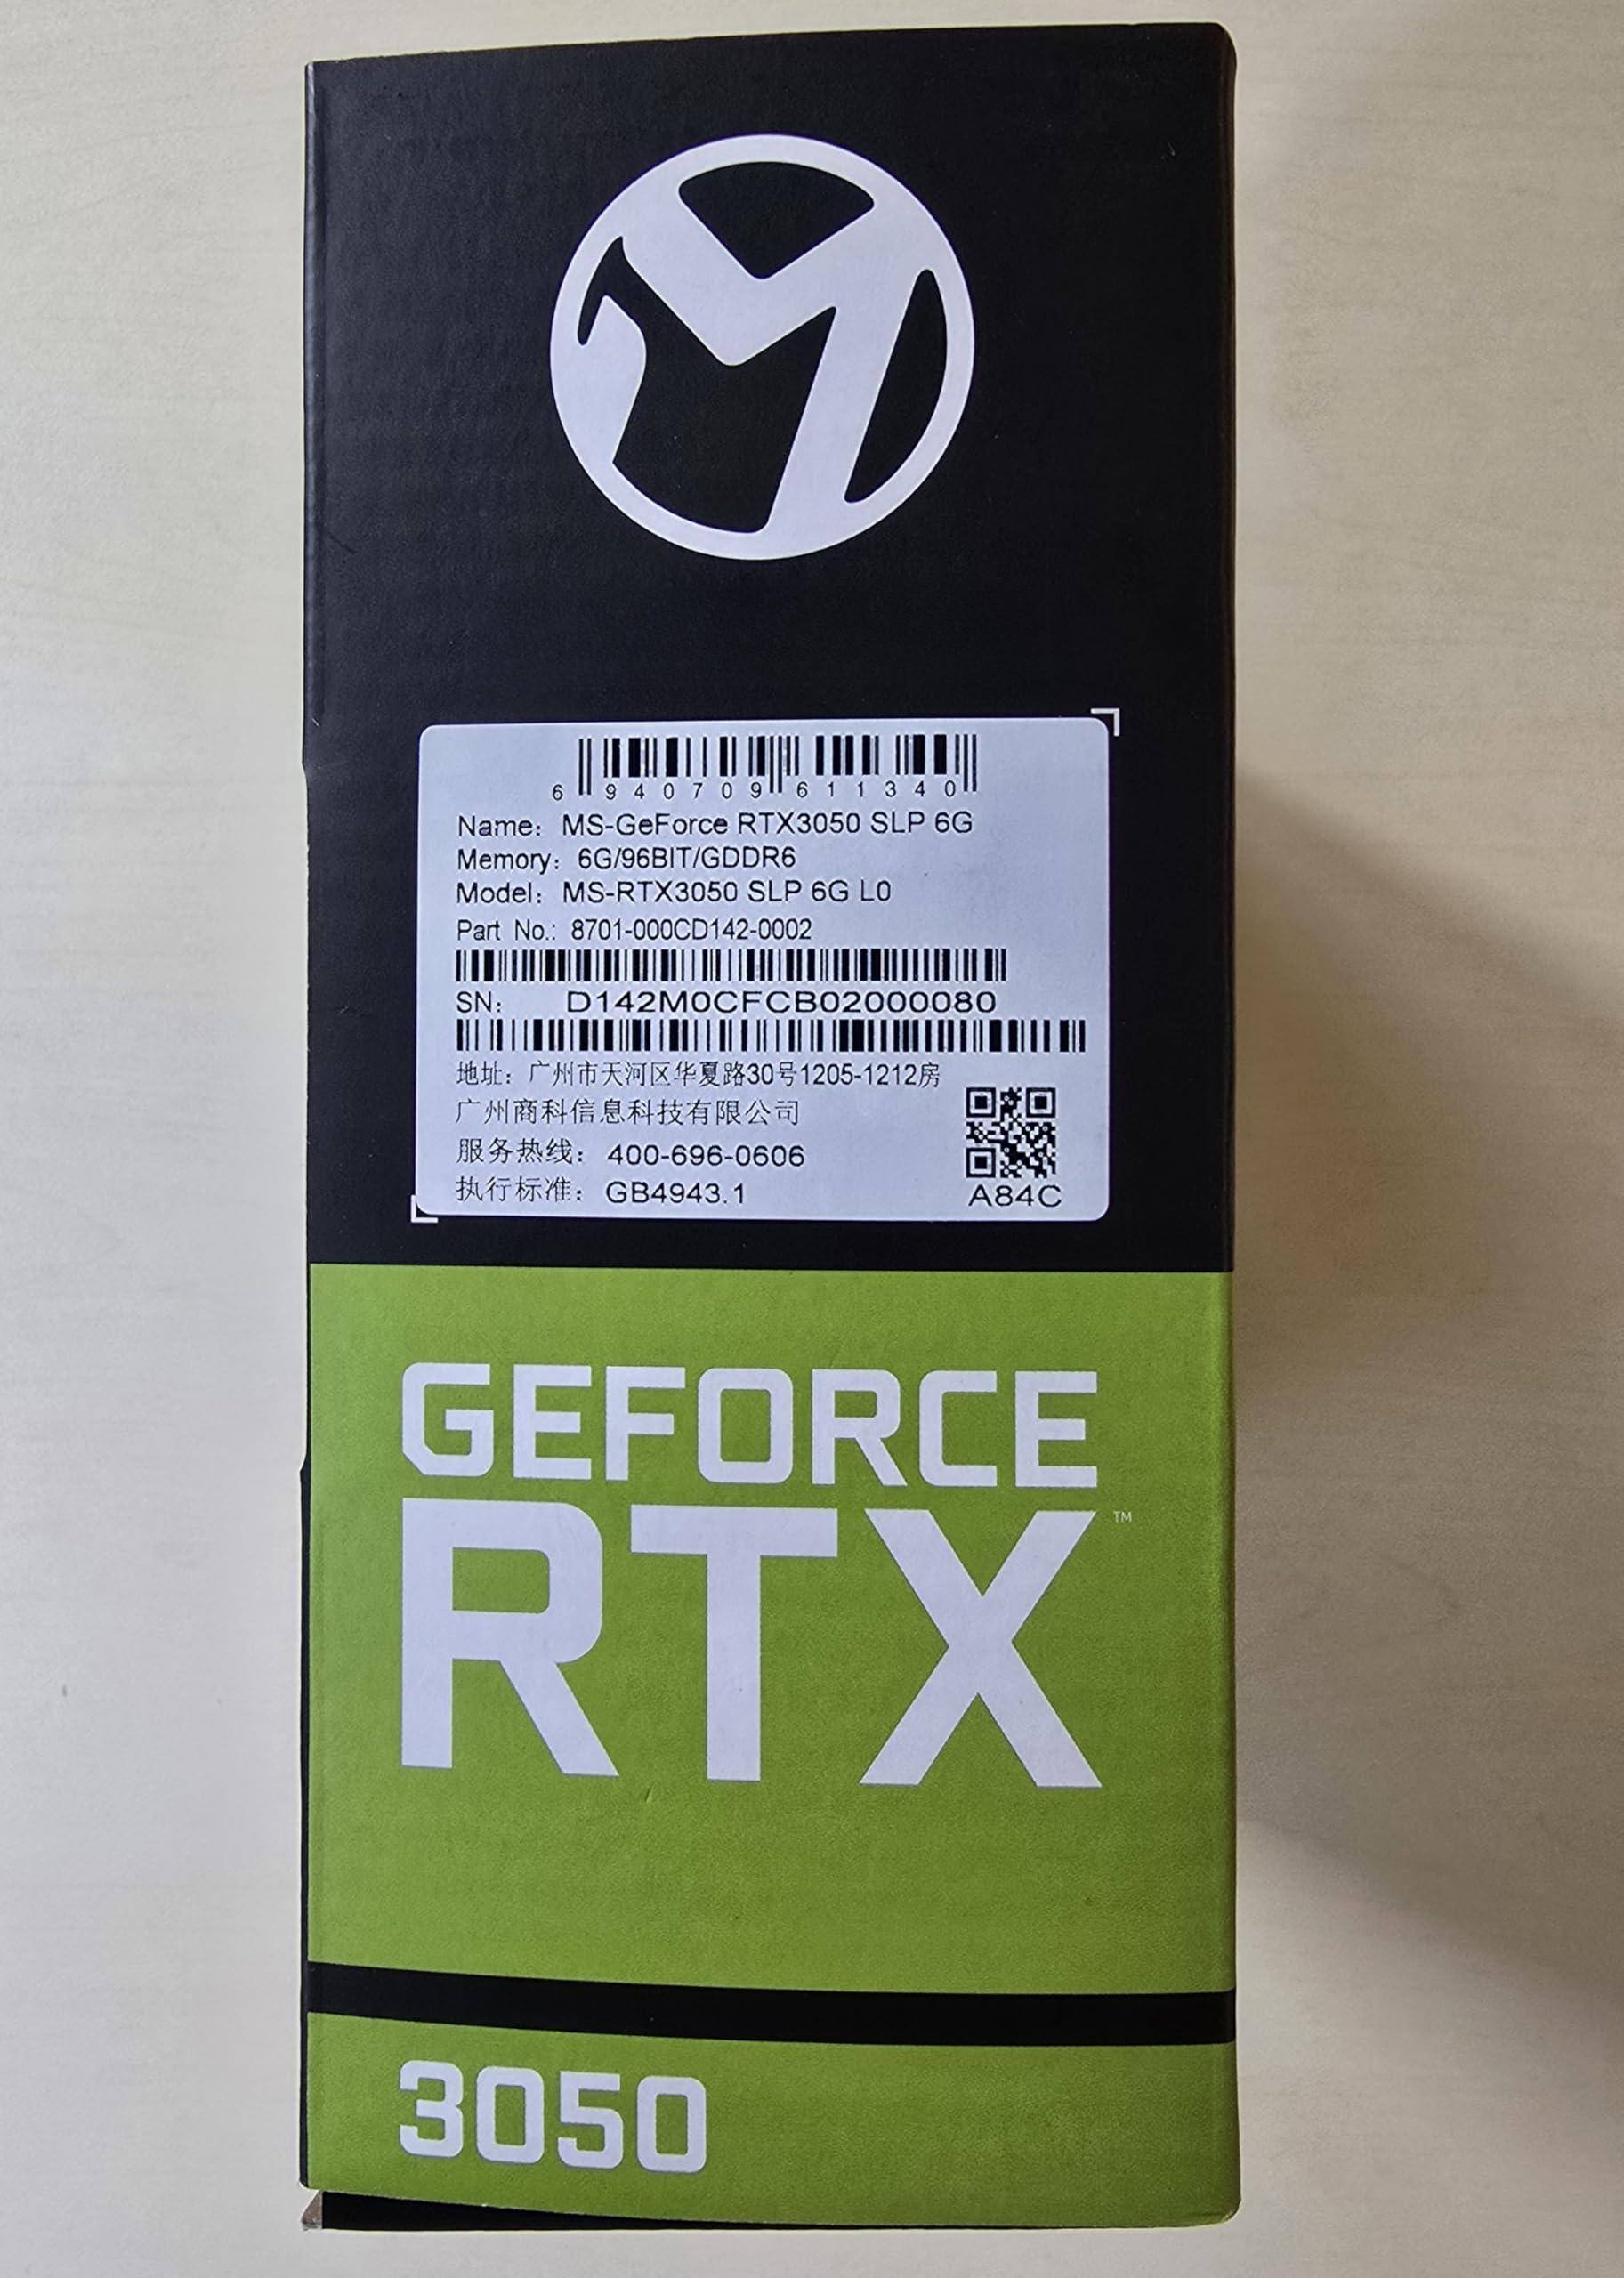 6 940709 611340
Name: MS-GeForce RTX3050 SLP 6G
Memory: 6G/96BIT/GDDR6
Model: MS-RTX3050 SLP 6G L0
Part No.: 8701-000CD142-0002
SN: D142M0CFCB02000080
地址：广州市天河区华夏路30号1205-1212房
广州商科信息科技有限公司
服务热线：400-696-0606
执行标准：GB4943.1
A84C
GEFORCE
RTX™
3050